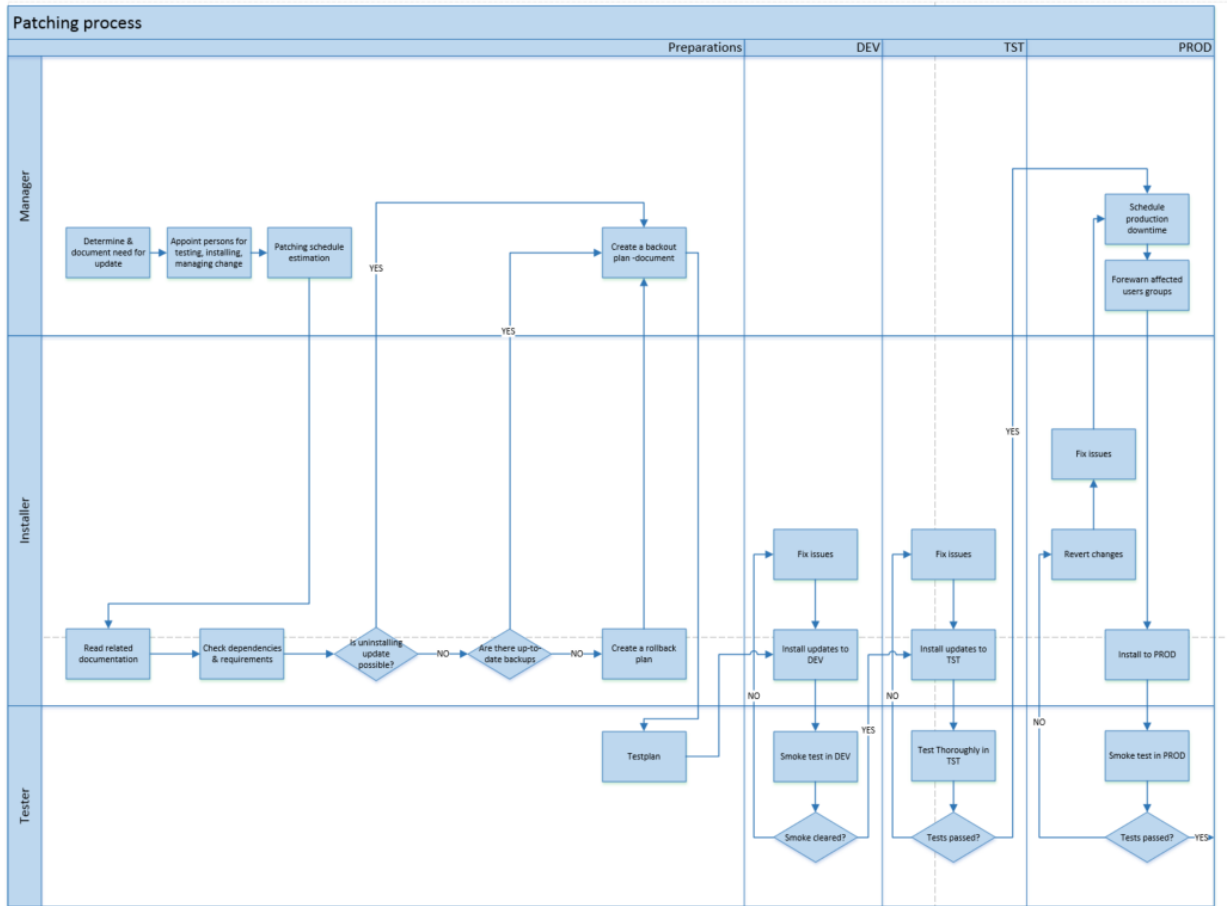 Patching process
Preparations
DEV
TST
PROD
Manager
Determine &
document need for
update
Appoint persons for
testing, installing,
managing change
Patching schedule
estimation
YES
YES
Create a backout
plan -document
Schedule
production
downtime
Forewarn affected
users groups
Installer
Read related
documentation
Check dependencies
& requirements
Is uninstalling
update
possible?
NO
Are there up-to-
date backups
NO
Create a rollback
plan
Fix issues
Install updates to
DEV
NO
Fix issues
Install updates to
TST
NO
YES
YES
Fix issues
Revert changes
Install to PROD
Tester
Testplan
Smoke test in DEV
Smoke cleared?
Test Thoroughly in
TST
Tests passed?
NO
Smoke test in PROD
Tests passed?
YES